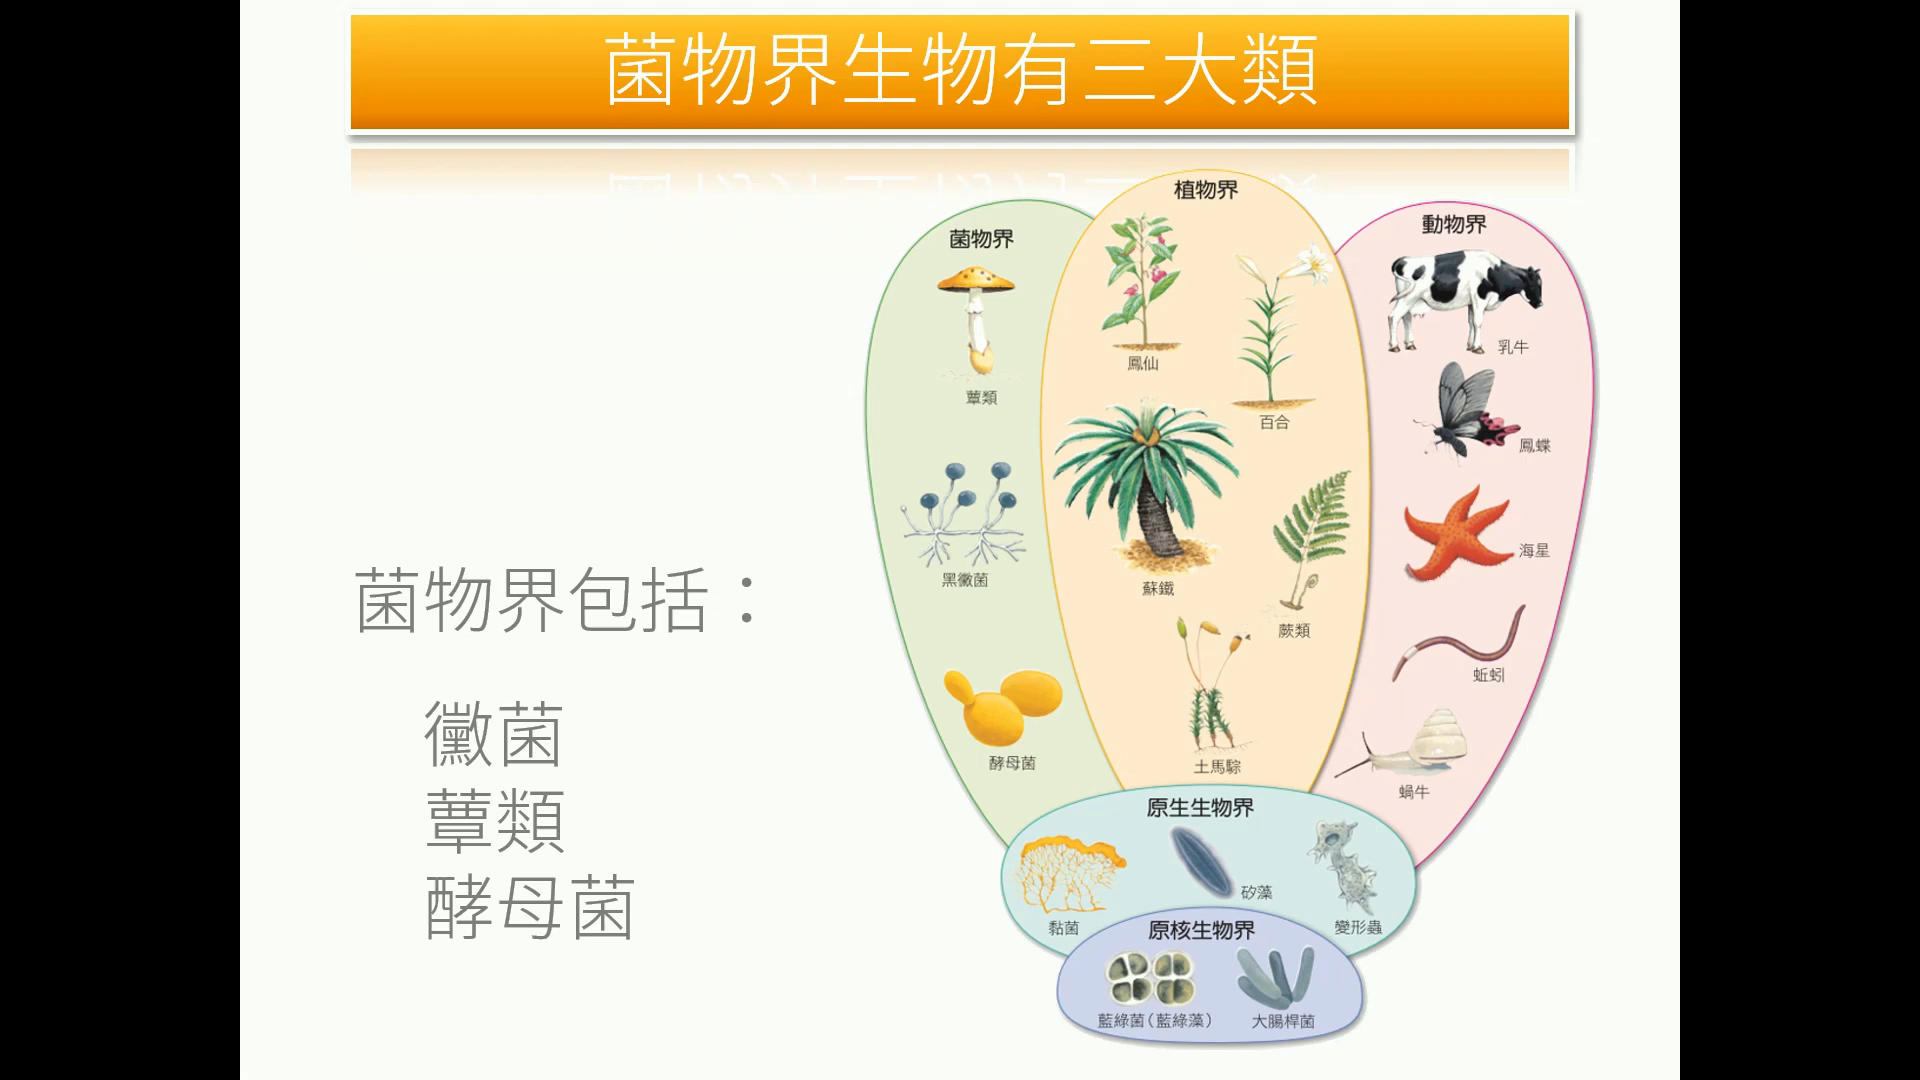 菌物界生物有三大類
菌物界包括：
黴菌
蕈類
酵母菌
菌物界
蕈類
黑黴菌
酵母菌
植物界
鳳仙
百合
蘇鐵
蕨類
土馬騌
動物界
乳牛
鳳蝶
海星
蚯蚓
蝸牛
原生生物界
黏菌
矽藻
變形蟲
原核生物界
藍綠菌(藍綠藻)
大腸桿菌